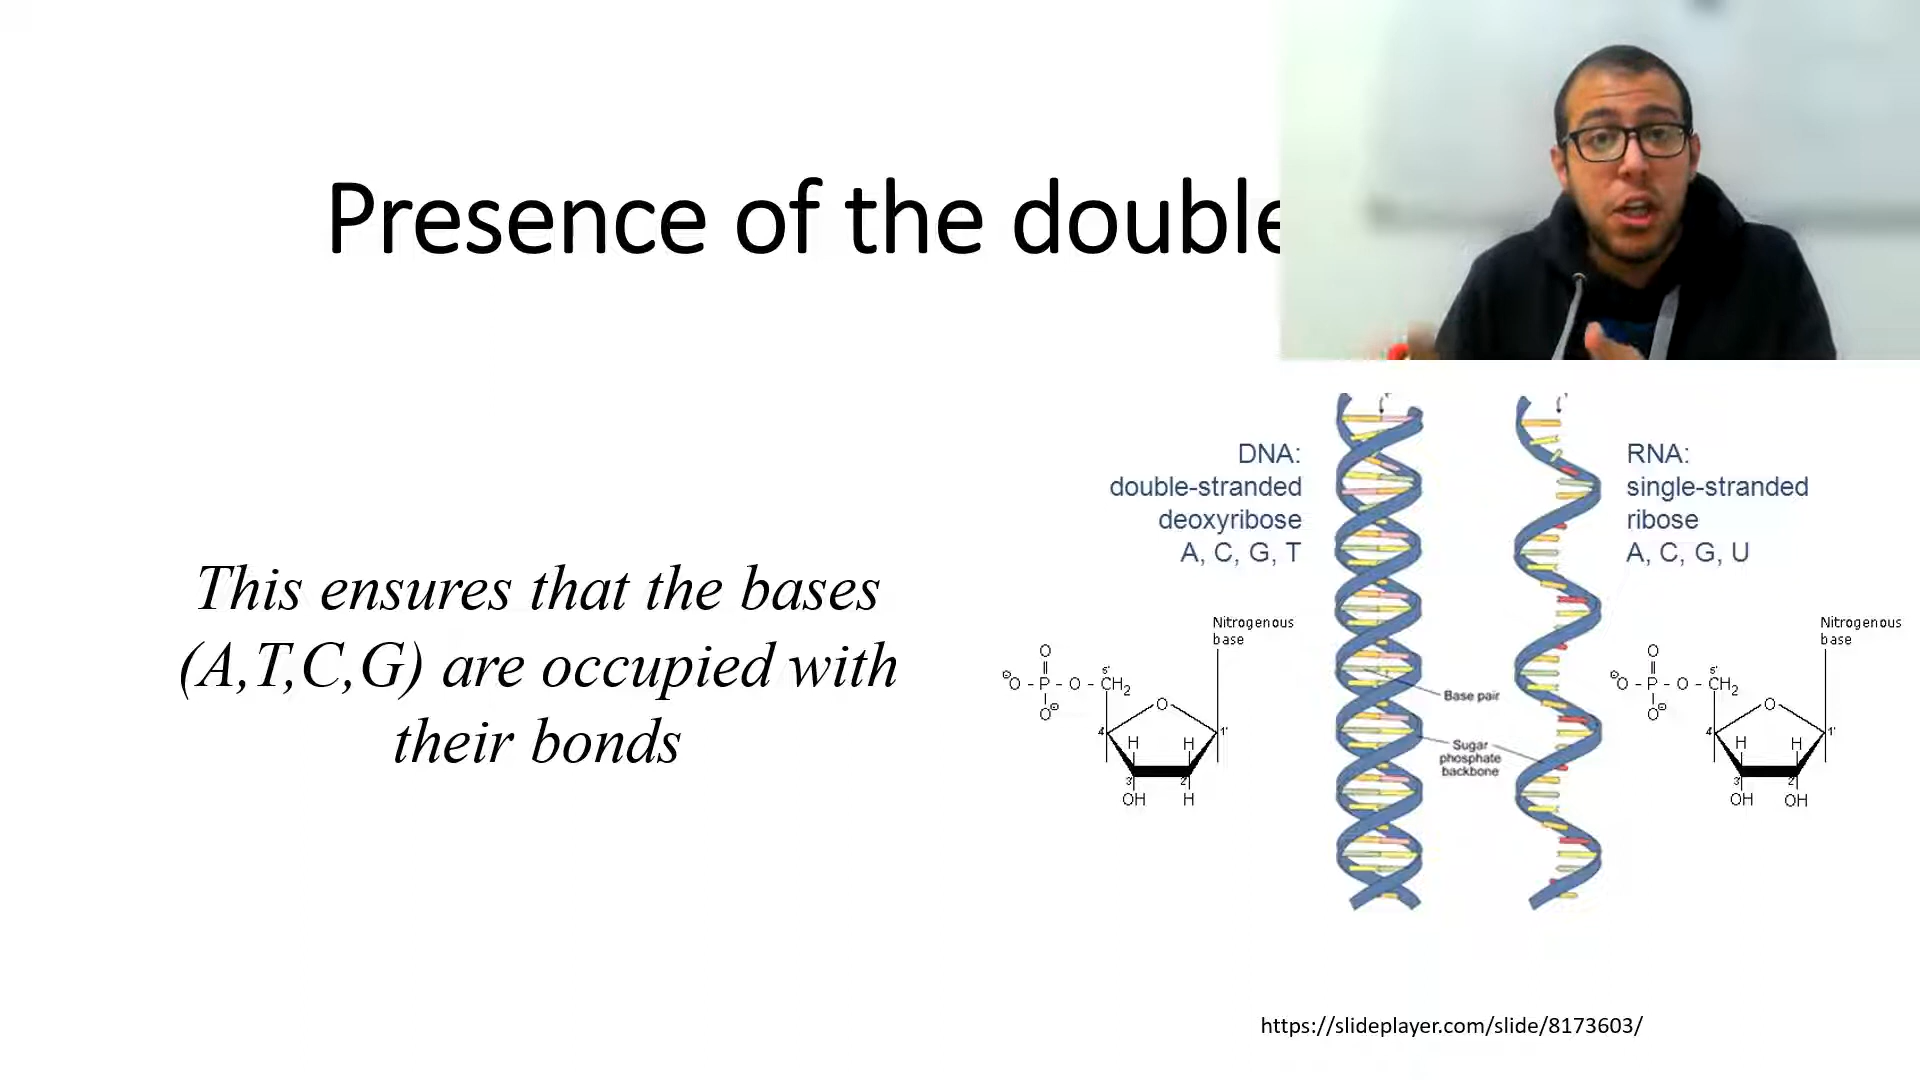 Presence of the double
This ensures that the bases
(A,T,C,G) are occupied with
their bonds
DNA:
double-stranded
deoxyribose
A, C, G, T
RNA:
single-stranded
ribose
A, C, G, U
Nitrogenous
base
O
⊖O - P - O - CH2
O⊖
5'
O
4'
1'
H
H
3'
2'
OH
H
Base pair
Sugar
phosphate
backbone
Nitrogenous
base
O
⊖O - P - O - CH2
O⊖
5'
O
4'
1'
H
H
3'
2'
OH
OH
https://slideplayer.com/slide/8173603/